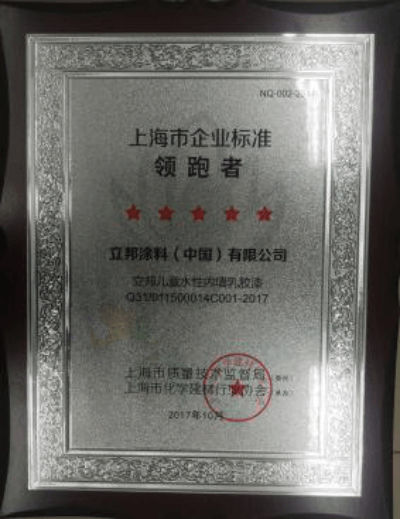 上海市企业标准
领跑者
立邦涂料（中国）有限公司
立邦儿童水性内墙乳胶漆
Q31/011500014C001-2017
上海市质量技术监督局
上海市化学建材行业协会
2017年10月